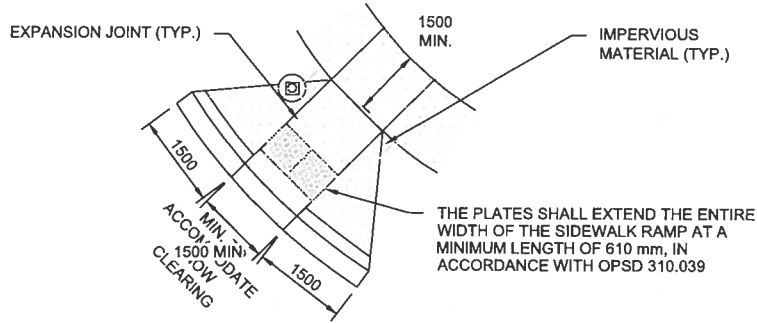 EXPANSION JOINT (TYP.)
1500
MIN.
IMPERVIOUS
MATERIAL (TYP.)
1500
MIN.
ACCOMMODATE
1500 MIN
CLEARING
1500
THE PLATES SHALL EXTEND THE ENTIRE
WIDTH OF THE SIDEWALK RAMP AT A
MINIMUM LENGTH OF 610 mm, IN
ACCORDANCE WITH OPSD 310.039